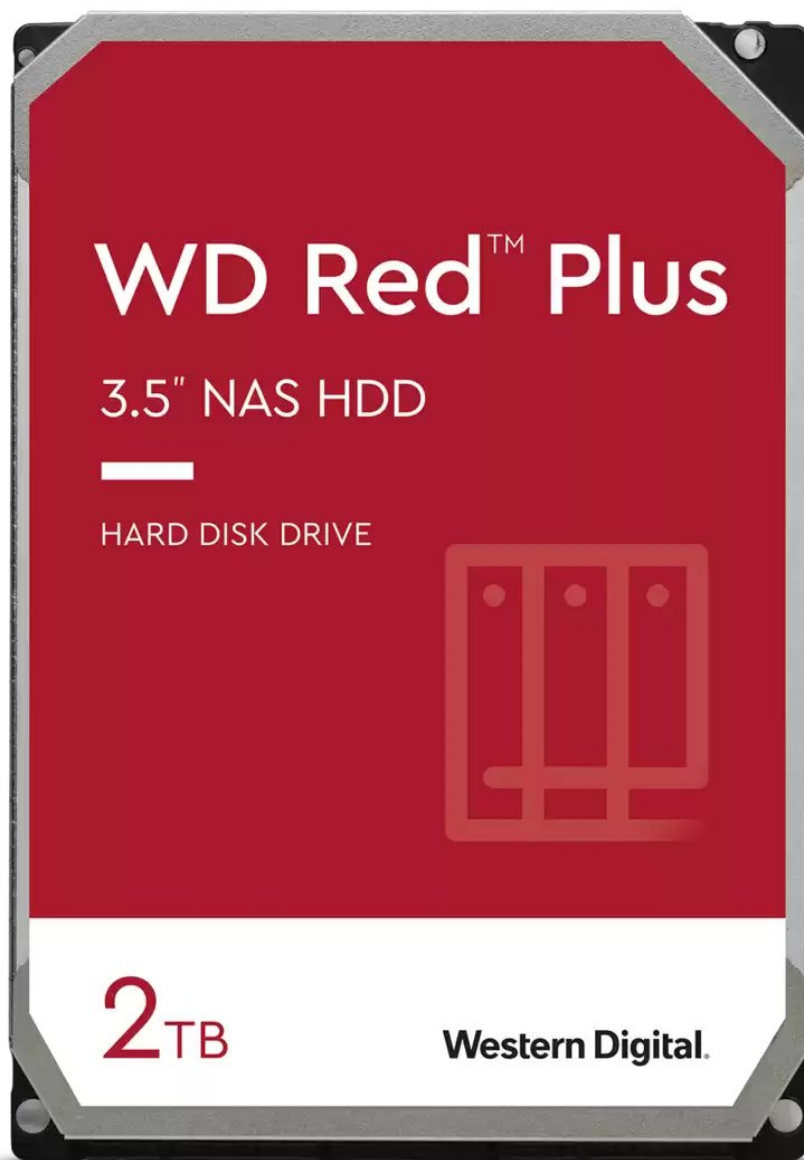 WD Red™ Plus
3.5" NAS HDD
HARD DISK DRIVE
2TB
Western Digital.